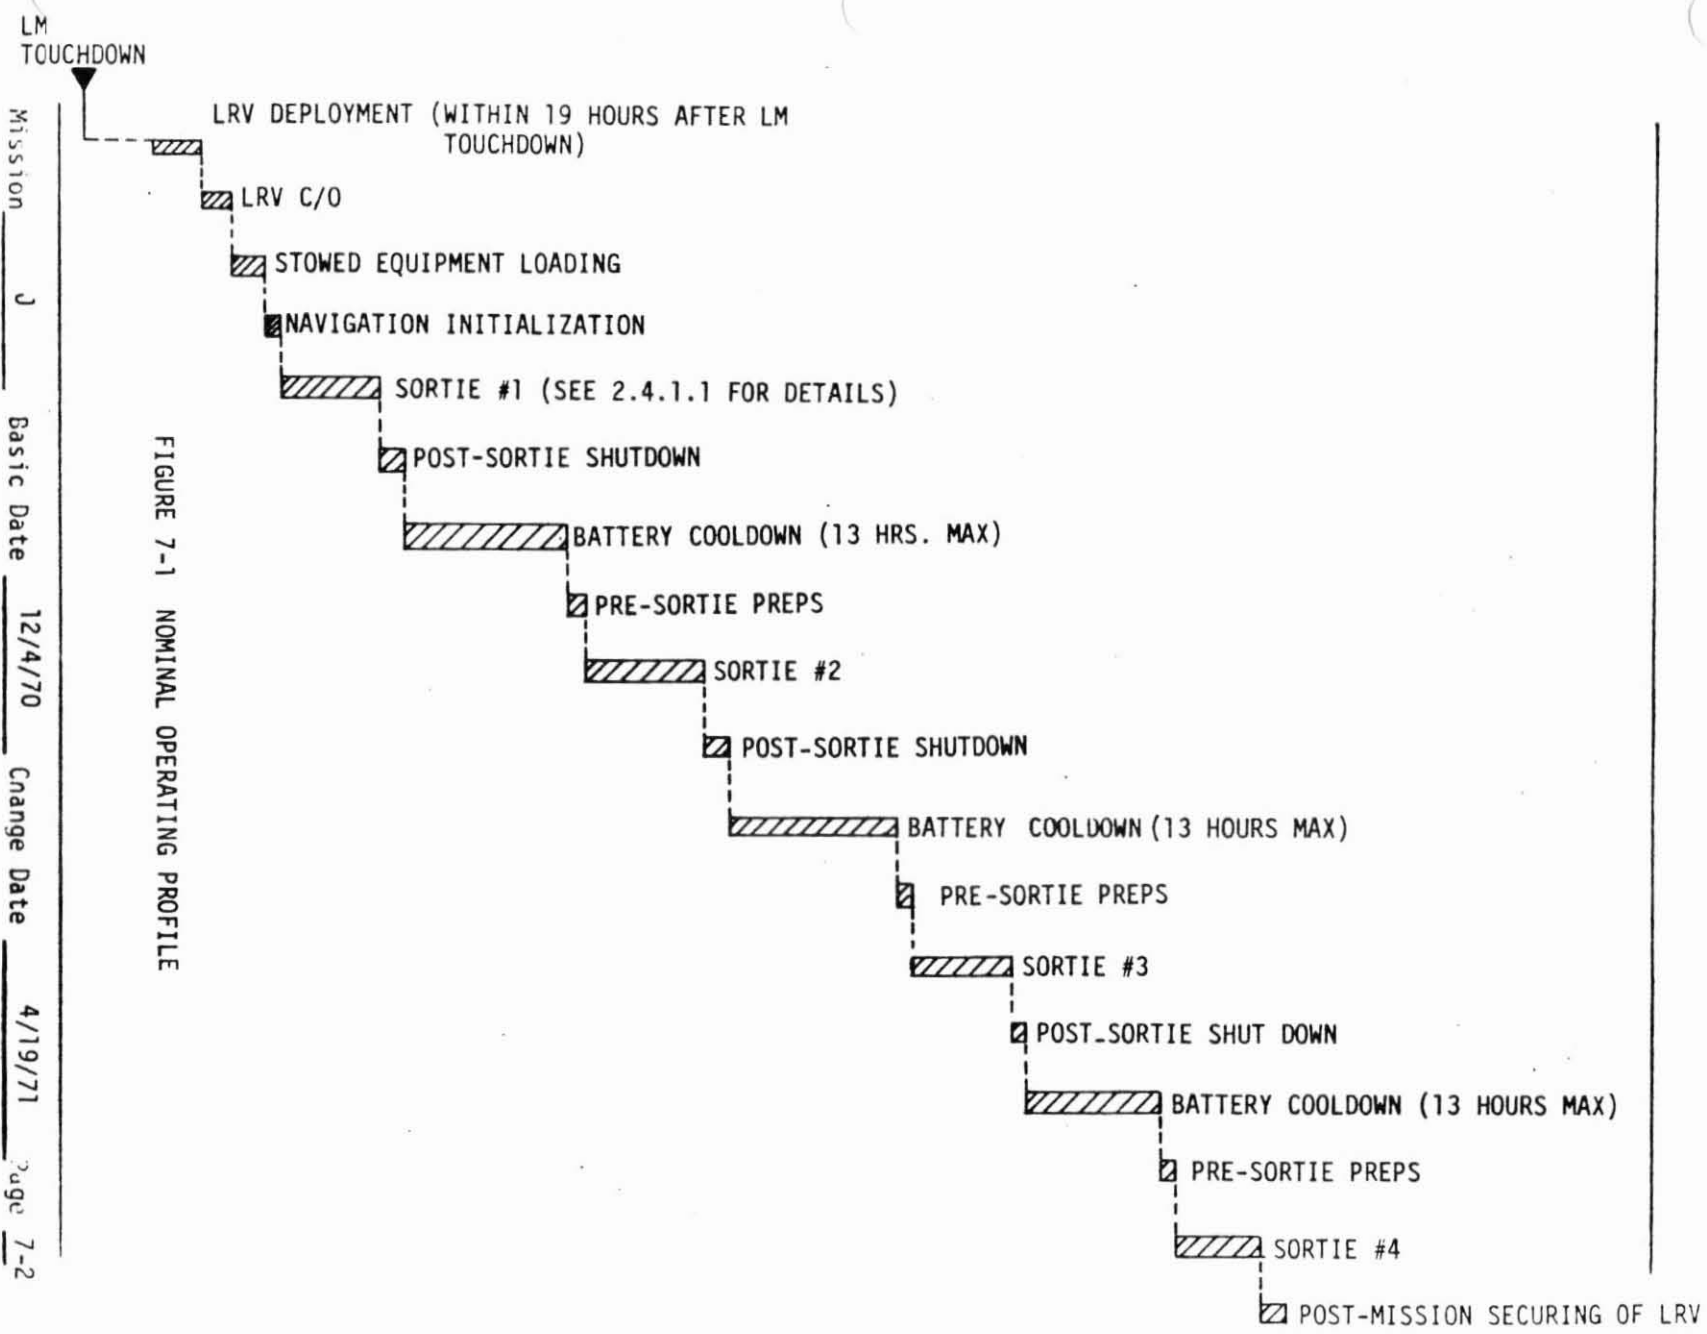 LM
TOUCHDOWN
LRV DEPLOYMENT (WITHIN 19 HOURS AFTER LM
TOUCHDOWN)
LRV C/O
STOWED EQUIPMENT LOADING
NAVIGATION INITIALIZATION
SORTIE #1 (SEE 2.4.1.1 FOR DETAILS)
POST-SORTIE SHUTDOWN
BATTERY COOLDOWN (13 HRS. MAX)
PRE-SORTIE PREPS
SORTIE #2
POST-SORTIE SHUTDOWN
BATTERY COOLDOWN (13 HOURS MAX)
PRE-SORTIE PREPS
SORTIE #3
POST-SORTIE SHUT DOWN
BATTERY COOLDOWN (13 HOURS MAX)
PRE-SORTIE PREPS
SORTIE #4
POST-MISSION SECURING OF LRV
FIGURE 7-1 NOMINAL OPERATING PROFILE
Mission J Basic Date 12/4/70 Change Date 4/19/71 Page 7-2